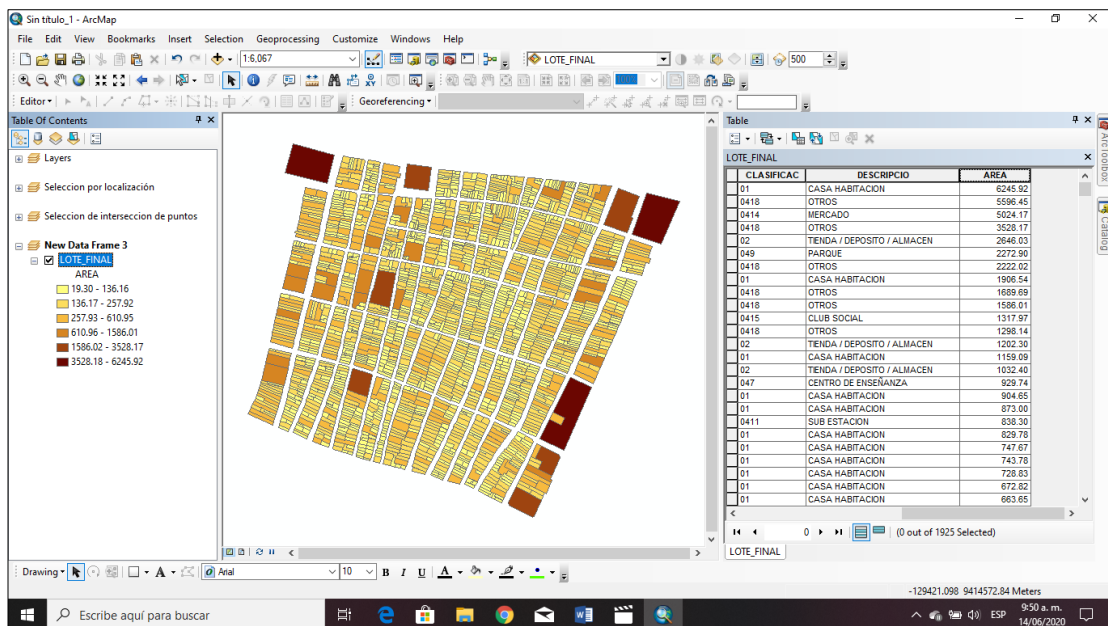 Sin título_1 - ArcMap
File Edit View Bookmarks Insert Selection Geoprocessing Customize Windows Help
1:6,067
LOTE_FINAL
500
Editor
Georeferencing
Table Of Contents
Layers
Seleccion por localización
Seleccion de interseccion de puntos
New Data Frame 3
LOTE_FINAL
AREA
19.30 - 136.16
136.17 - 257.92
257.93 - 610.95
610.96 - 1586.01
1586.02 - 3528.17
3528.18 - 6245.92
Table
LOTE_FINAL
CLASIFICAC DESCRIPCIO AREA
01 CASA HABITACION 6245.92
0418 OTROS 5596.45
0414 MERCADO 5024.17
0418 OTROS 3528.17
02 TIENDA / DEPOSITO / ALMACEN 2646.03
049 PARQUE 2272.90
0418 OTROS 2222.02
01 CASA HABITACION 1906.54
0418 OTROS 1689.69
0418 OTROS 1586.01
0415 CLUB SOCIAL 1317.97
0418 OTROS 1298.14
02 TIENDA / DEPOSITO / ALMACEN 1202.30
01 CASA HABITACION 1159.09
02 TIENDA / DEPOSITO / ALMACEN 1032.40
047 CENTRO DE ENSEÑANZA 929.74
01 CASA HABITACION 904.65
01 CASA HABITACION 873.00
0411 SUB ESTACION 838.30
01 CASA HABITACION 829.78
01 CASA HABITACION 747.67
01 CASA HABITACION 743.78
01 CASA HABITACION 728.83
01 CASA HABITACION 672.82
01 CASA HABITACION 663.65
0
(0 out of 1925 Selected)
LOTE_FINAL
ArcToolbox
Catalog
Drawing
A
Arial
10
B I U A
-129421.098 9414572.84 Meters
Escribe aquí para buscar
ESP
9:50 a. m.
14/06/2020